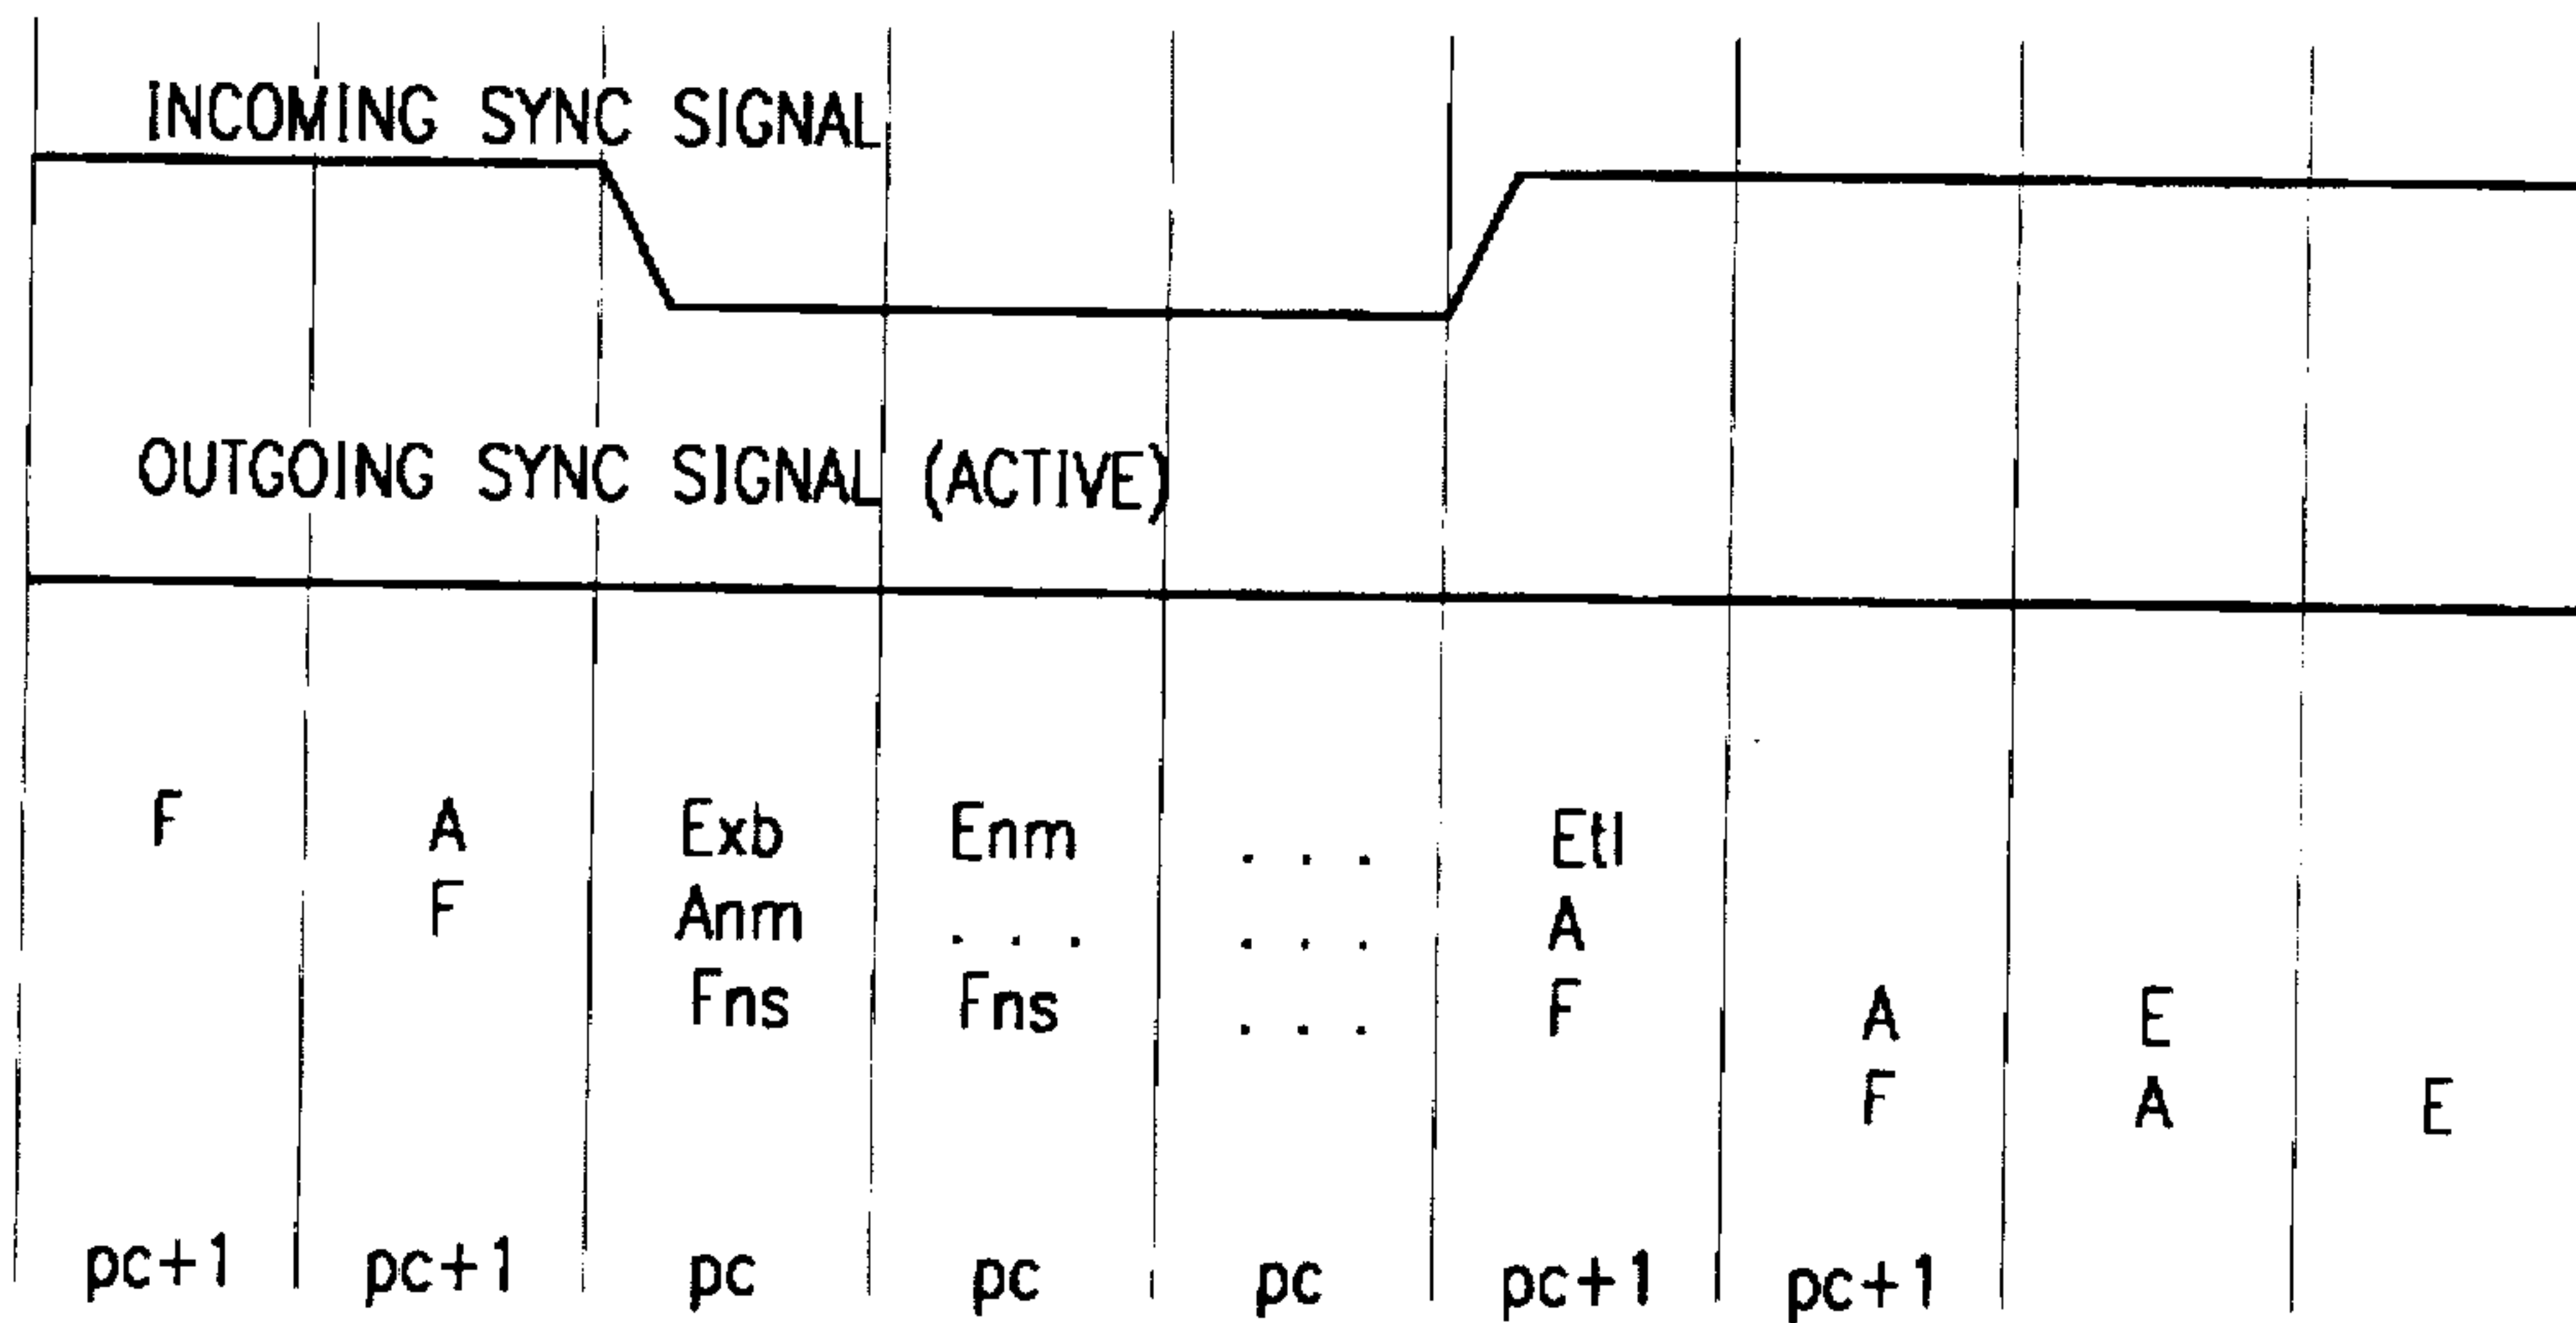 INCOMING SYNC SIGNAL
OUTGOING SYNC SIGNAL (ACTIVE)
F A Exb Enm . . . Etl
F Anm . . . . . . A
Fns Fns . . . F A E
F A E
pc+1 pc+1 pc pc pc pc+1 pc+1